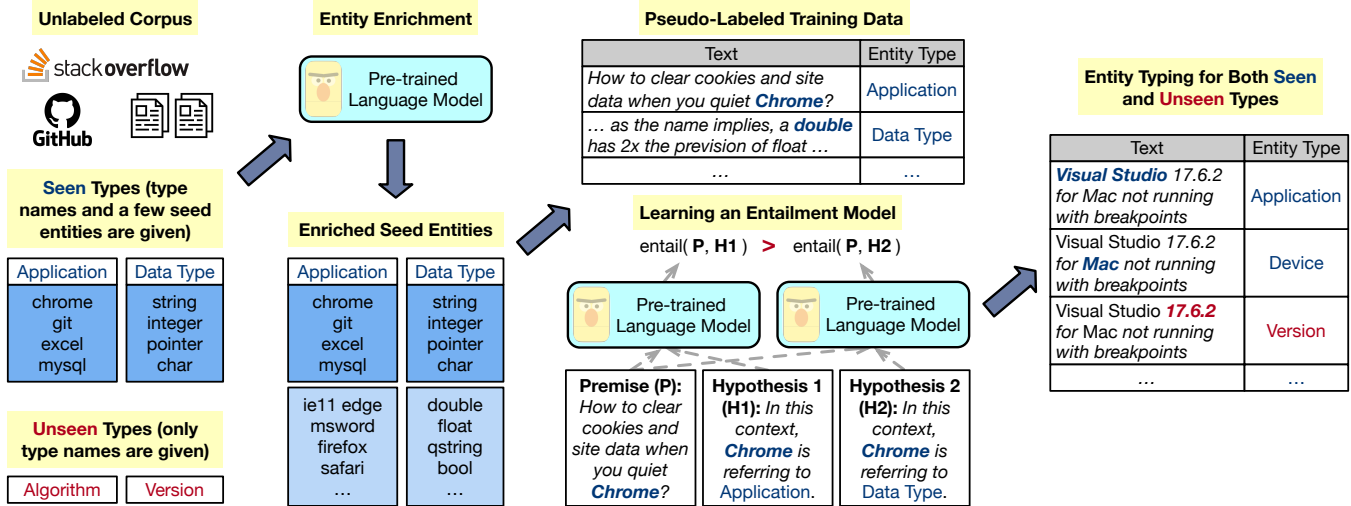 Unlabeled Corpus
stackoverflow
GitHub
Seen Types (type
names and a few seed
entities are given)
Application
Data Type
chrome
git
excel
mysql
string
integer
pointer
char
Unseen Types (only
type names are given)
Algorithm
Version
Entity Enrichment
Pre-trained
Language Model
Enriched Seed Entities
Application
Data Type
chrome
git
excel
mysql
string
integer
pointer
char
ie11 edge
msword
firefox
safari
...
double
float
qstring
bool
...
Pseudo-Labeled Training Data
Text
Entity Type
How to clear cookies and site
data when you quiet Chrome?
Application
... as the name implies, a double
has 2x the prevision of float ...
Data Type
...
...
Learning an Entailment Model
entail( P, H1 ) > entail( P, H2 )
Pre-trained
Language Model
Pre-trained
Language Model
Premise (P):
How to clear
cookies and
site data when
you quiet
Chrome?
Hypothesis 1
(H1): In this
context,
Chrome is
referring to
Application.
Hypothesis 2
(H2): In this
context,
Chrome is
referring to
Data Type.
Entity Typing for Both Seen
and Unseen Types
Text
Entity Type
Visual Studio 17.6.2
for Mac not running
with breakpoints
Application
Visual Studio 17.6.2
for Mac not running
with breakpoints
Device
Visual Studio 17.6.2
for Mac not running
with breakpoints
Version
...
...